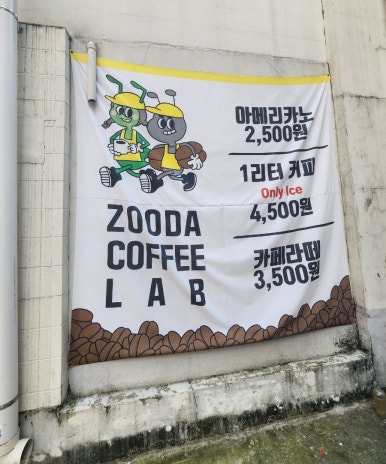 아메리카노
2,500원
1리터 커피
Only Ice
4,500원
카페라떼
3,500원
ZOODA
COFFEE
LAB